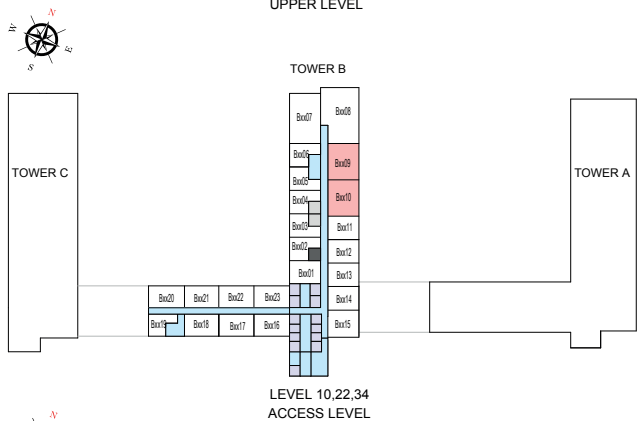 UPPER LEVEL
N
W
E
S
TOWER B
Bxx07
Bxx08
TOWER C
TOWER A
Bxx06
Bxx09
Bxx05
Bxx04
Bxx10
Bxx03
Bxx11
Bxx02
Bxx12
Bxx01
Bxx13
Bxx20
Bxx21
Bxx22
Bxx23
Bxx14
Bxx19
Bxx18
Bxx17
Bxx16
Bxx15
LEVEL 10,22,34
ACCESS LEVEL
N